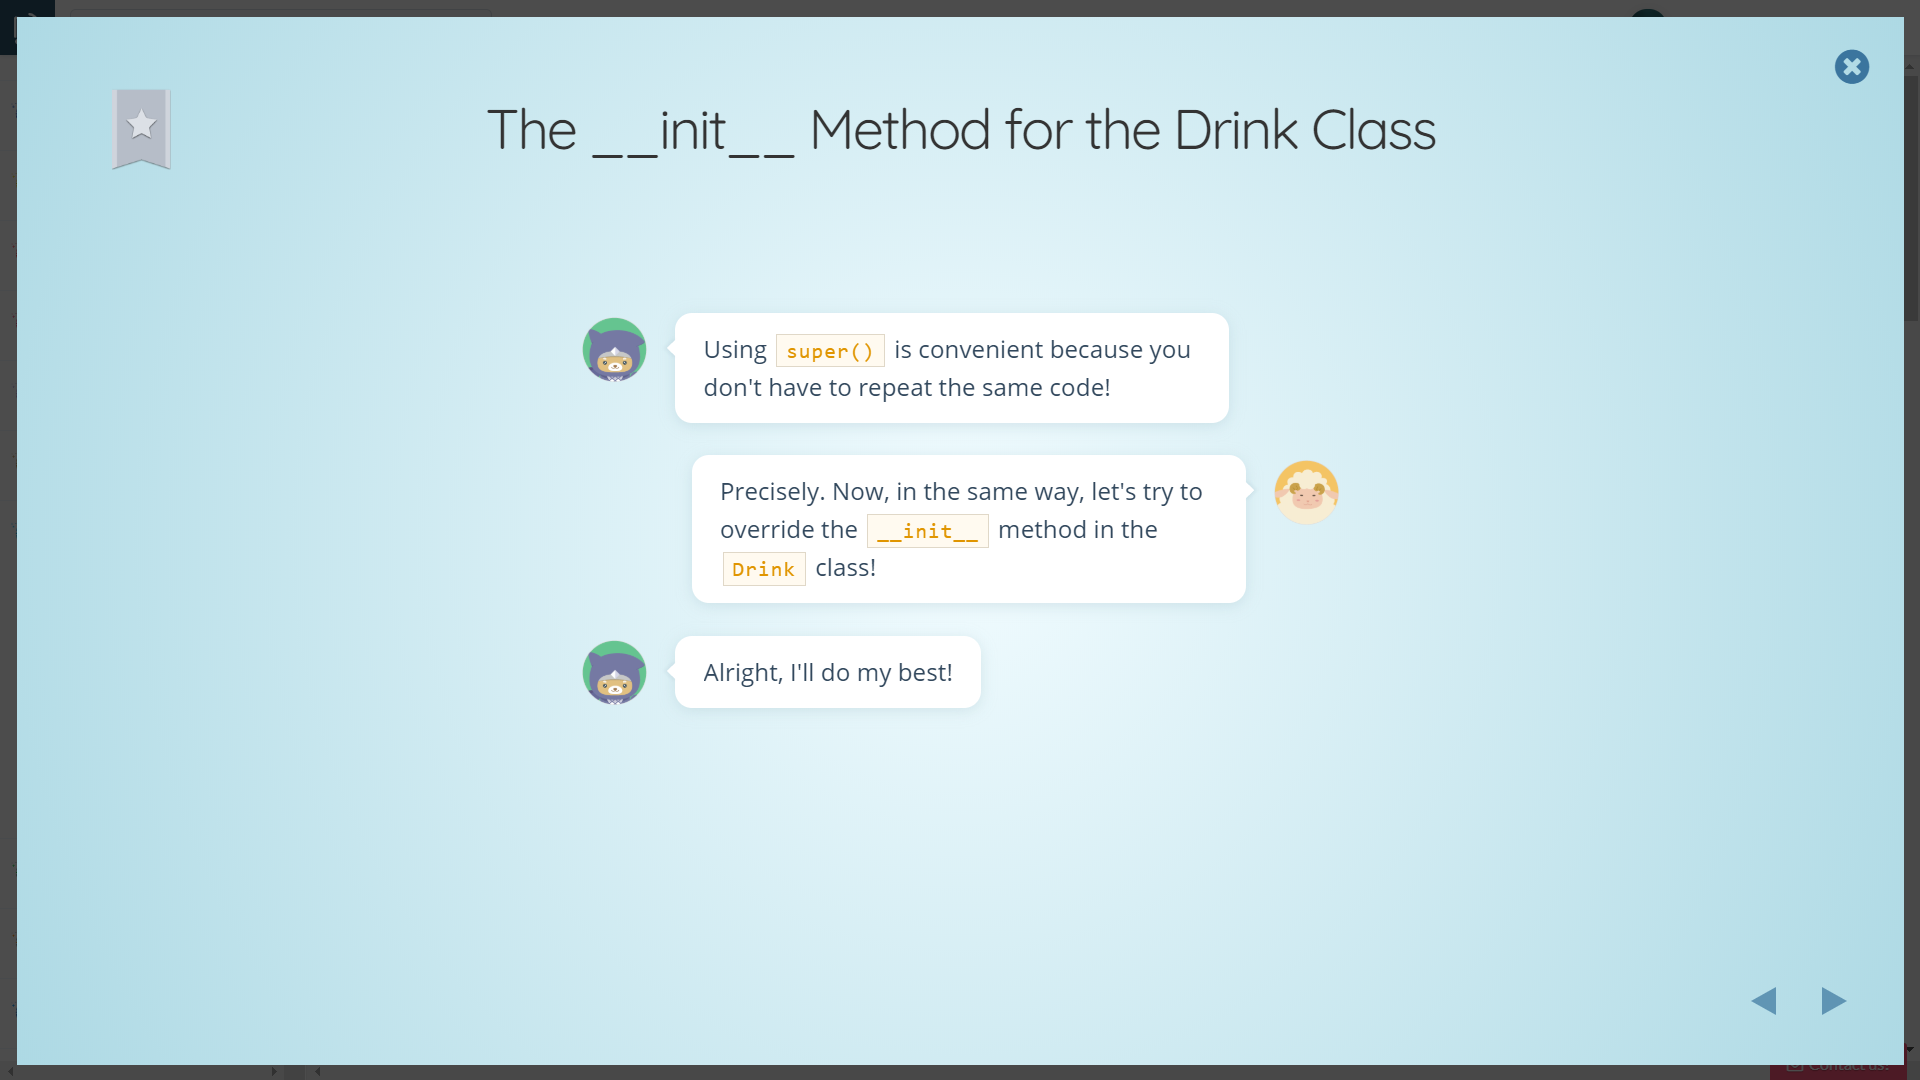 The __init__ Method for the Drink Class
Using super() is convenient because you
don't have to repeat the same code!
Precisely. Now, in the same way, let's try to
override the __init__ method in the
Drink class!
Alright, I'll do my best!
Contact us!